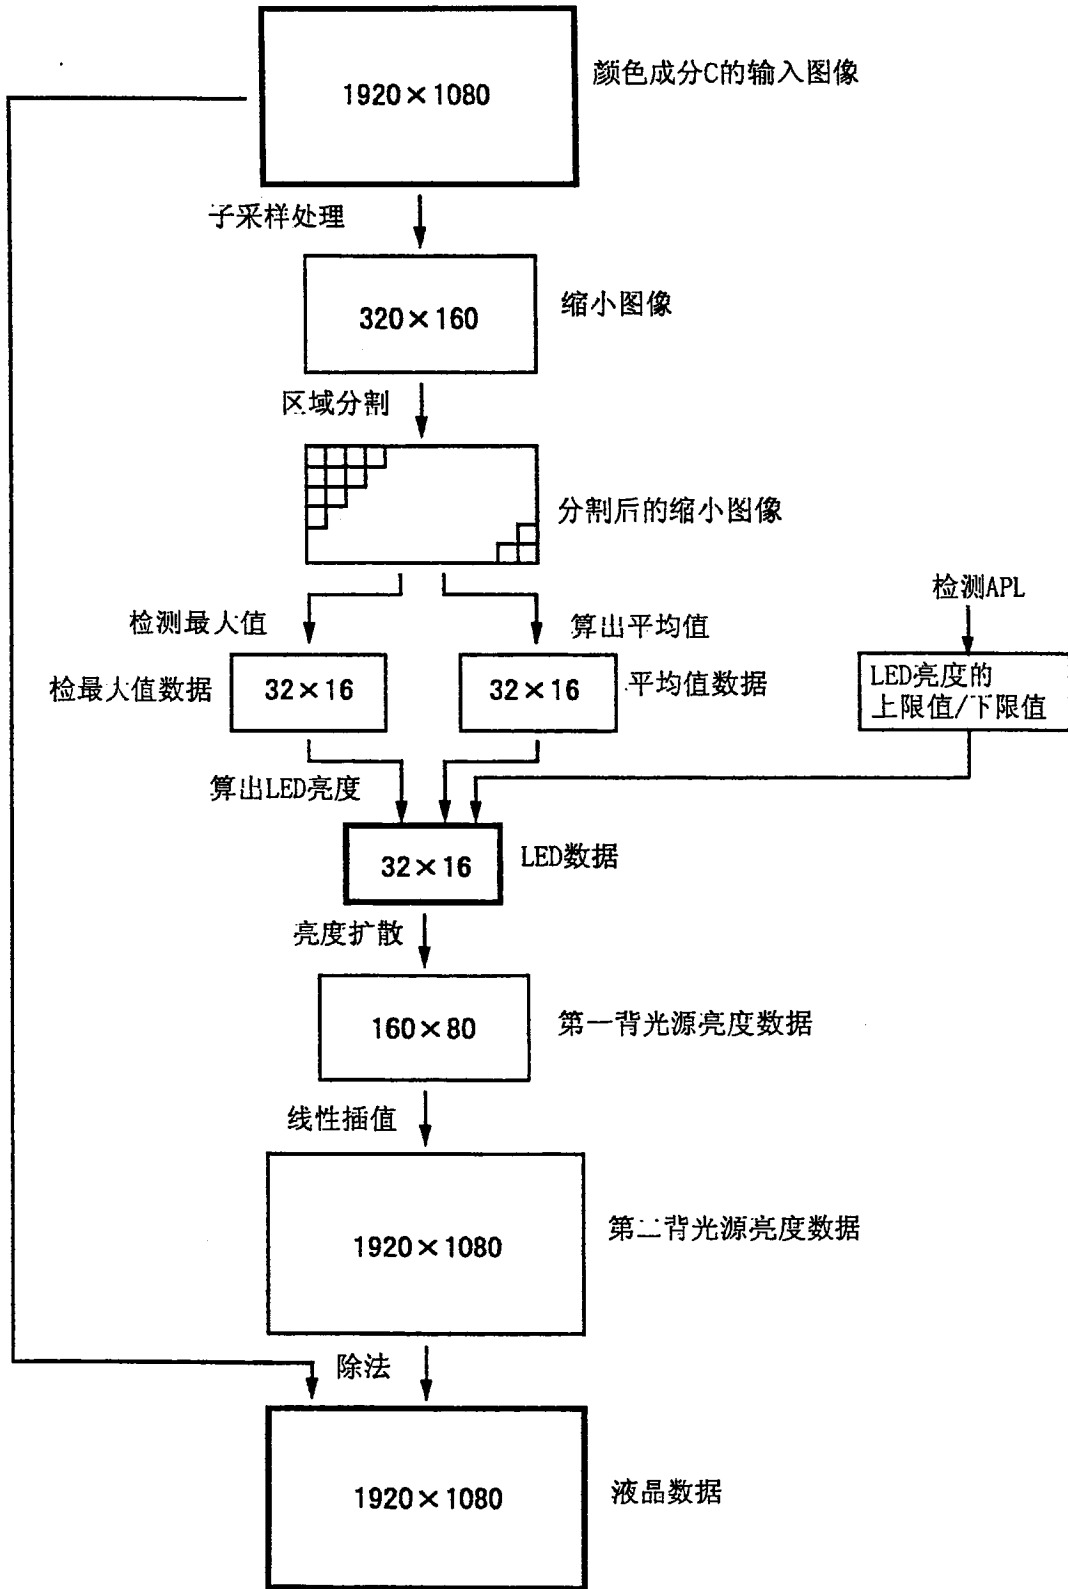 1920×1080
颜色成分C的输入图像
子采样处理
320×160
缩小图像
区域分割
分割后的缩小图像
检测APL
检测最大值
算出平均值
检最大值数据
32×16
32×16
平均值数据
LED亮度的
上限值/下限值
算出LED亮度
32×16
LED数据
亮度扩散
160×80
第一背光源亮度数据
线性插值
1920×1080
第二背光源亮度数据
除法
1920×1080
液晶数据